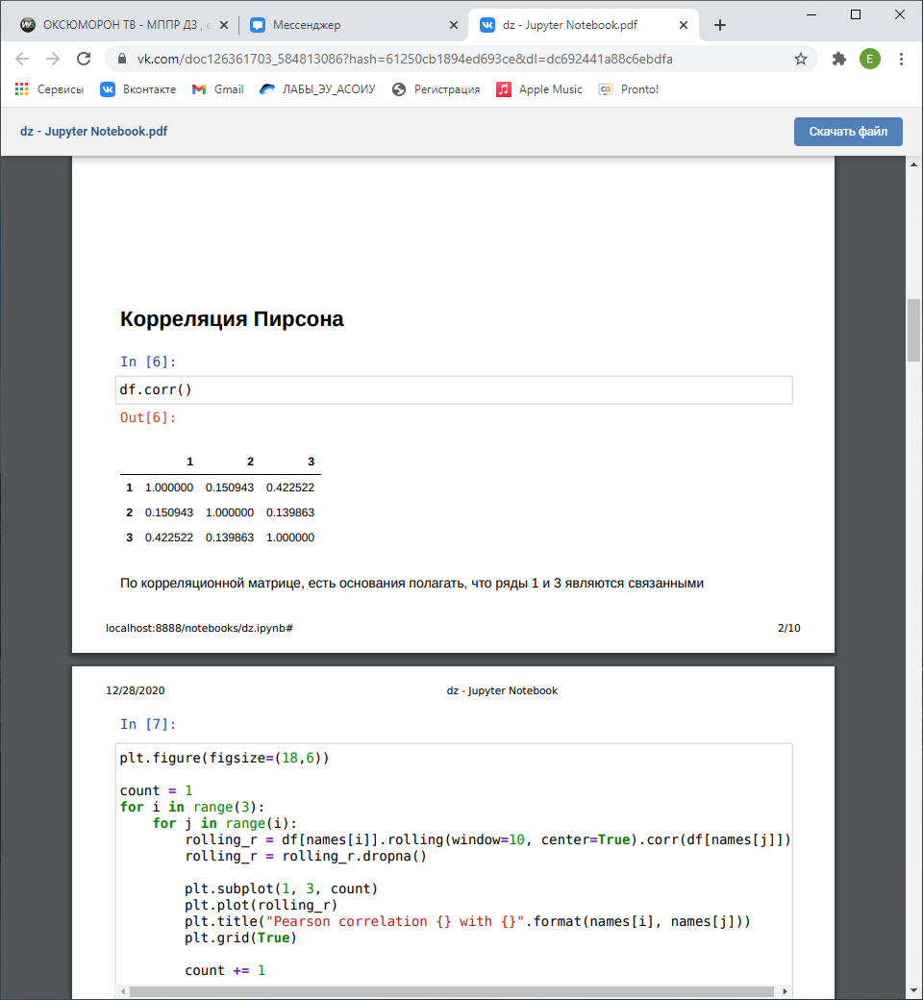 ОКСЮМОРОН ТВ - МППР ДЗ , с
Мессенджер
dz - Jupyter Notebook.pdf
vk.com/doc126361703_584813086?hash=61250cb1894ed693ce&dl=dc692441a88c6ebdfa
E
Сервисы
Вконтакте
Gmail
ЛАБЫ_ЭУ_АСОИУ
Регистрация
Apple Music
Pronto!
dz - Jupyter Notebook.pdf
Скачать файл
Корреляция Пирсона
In [6]:
df.corr()
Out[6]:
1 2 3
1 1.000000 0.150943 0.422522
2 0.150943 1.000000 0.139863
3 0.422522 0.139863 1.000000
По корреляционной матрице, есть основания полагать, что ряды 1 и 3 являются связанными
localhost:8888/notebooks/dz.ipynb# 2/10
12/28/2020 dz - Jupyter Notebook
In [7]:
plt.figure(figsize=(18,6))
count = 1
for i in range(3):
    for j in range(i):
        rolling_r = df[names[i]].rolling(window=10, center=True).corr(df[names[j]])
        rolling_r = rolling_r.dropna()
        plt.subplot(1, 3, count)
        plt.plot(rolling_r)
        plt.title("Pearson correlation {} with {}".format(names[i], names[j]))
        plt.grid(True)
        count += 1